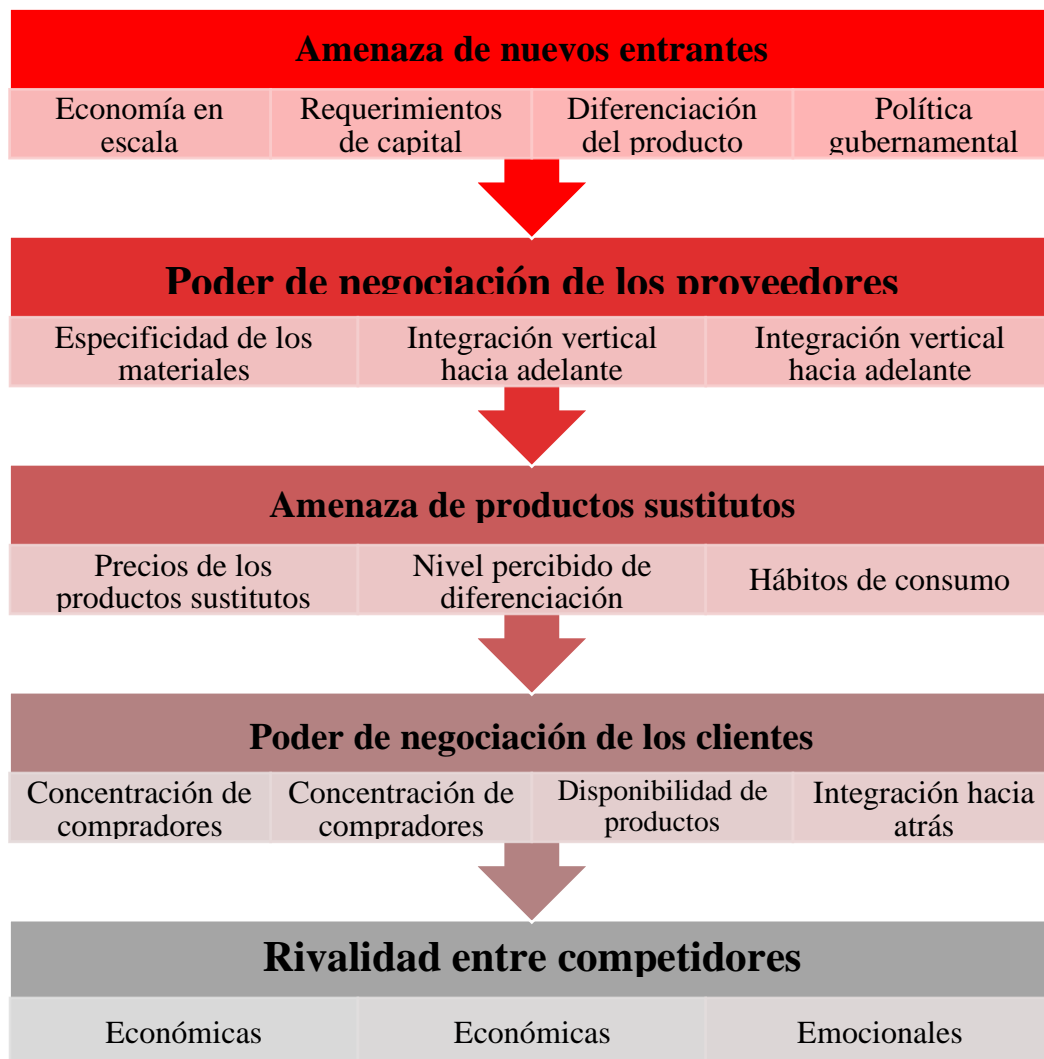 Amenaza de nuevos entrantes
Economía en
escala
Requerimientos
de capital
Diferenciación
del producto
Política
gubernamental
Poder de negociación de los proveedores
Especificidad de los
materiales
Integración vertical
hacia adelante
Integración vertical
hacia adelante
Amenaza de productos sustitutos
Precios de los
productos sustitutos
Nivel percibido de
diferenciación
Hábitos de consumo
Poder de negociación de los clientes
Concentración de
compradores
Concentración de
compradores
Disponibilidad de
productos
Integración hacia
atrás
Rivalidad entre competidores
Económicas
Económicas
Emocionales